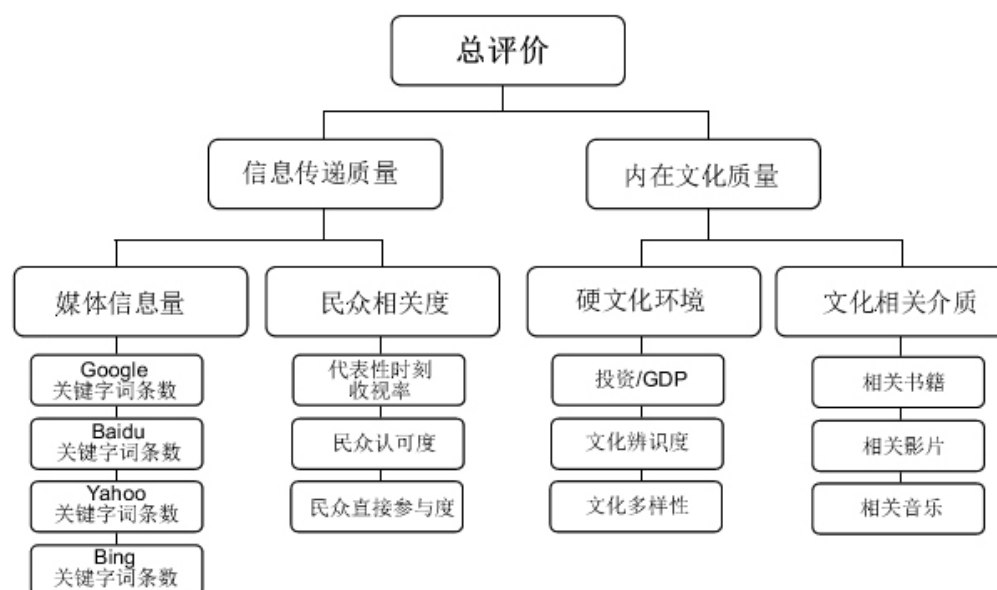 总评价
信息传递质量
内在文化质量
媒体信息量
民众相关度
硬文化环境
文化相关介质
Google
关键字词条数
Baidu
关键字词条数
Yahoo
关键字词条数
Bing
关键字词条数
代表性时刻
收视率
民众认可度
民众直接参与度
投资/GDP
文化辨识度
文化多样性
相关书籍
相关影片
相关音乐